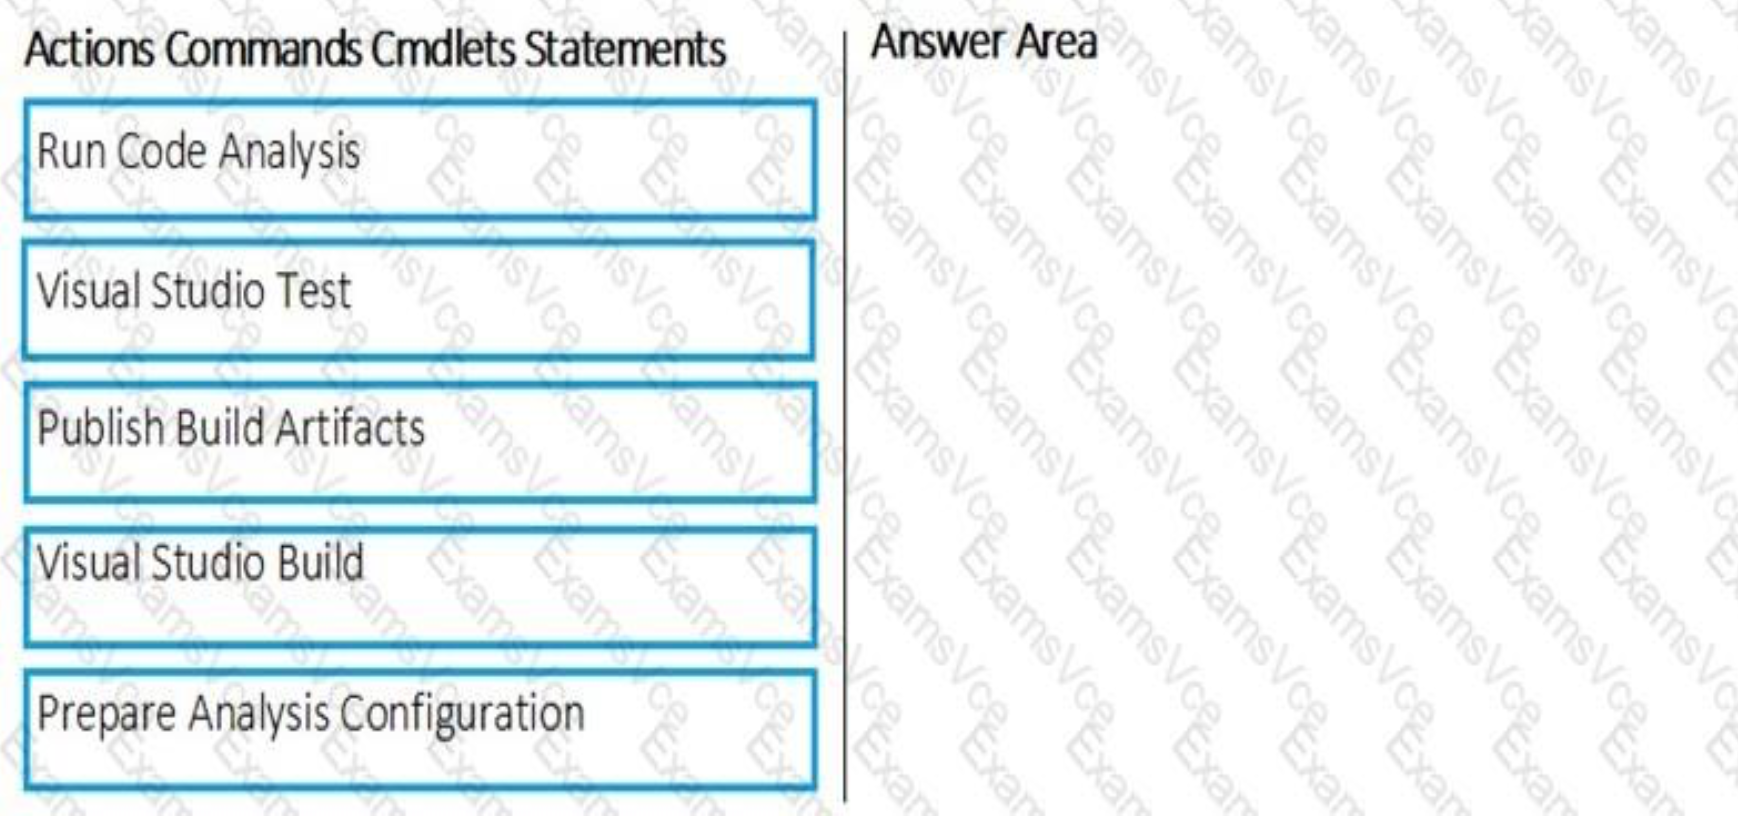 Actions Commands Cmdlets Statements
Answer Area
Run Code Analysis
Visual Studio Test
Publish Build Artifacts
Visual Studio Build
Prepare Analysis Configuration
ExamsVce